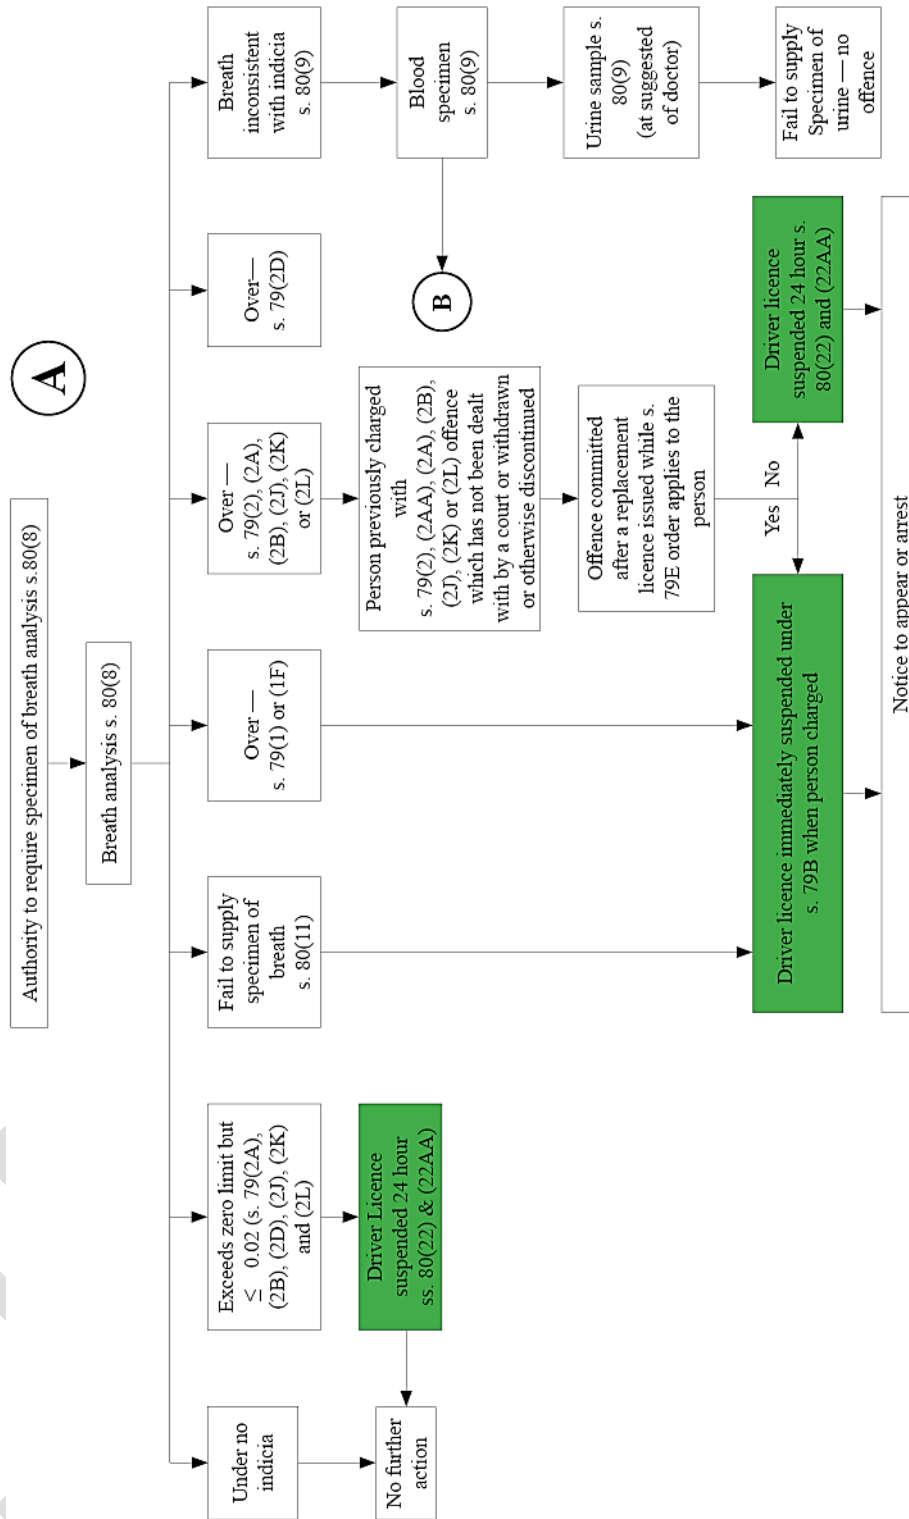 A
Authority to require specimen of breath analysis s.80(8)
Breath analysis s. 80(8)
Under no
indicia
Exceeds zero limit but
≤ 0.02 (s. 79(2A),
(2B), (2D), (2J), (2K)
and (2L)
Fail to supply
specimen of
breath
s. 80(11)
Over —
s. 79(1) or (1F)
Over —
s. 79(2), (2A),
(2B), (2J), (2K)
or (2L)
Over—
s. 79(2D)
Breath
inconsistent
with indicia
s. 80(9)
No further
action
Driver Licence
suspended 24 hour
ss. 80(22) & (22AA)
Person previously charged
with
s. 79(2), (2AA), (2A), (2B),
(2J), (2K) or (2L) offence
which has not been dealt
with by a court or withdrawn
or otherwise discontinued
B
Blood
specimen
s. 80(9)
Offence committed
after a replacement
licence issued while s.
79E order applies to the
person
Urine sample s.
80(9)
(at suggested
of doctor)
Yes
No
Driver licence immediately suspended under
s. 79B when person charged
Driver licence
suspended 24 hour s.
80(22) and (22AA)
Fail to supply
Specimen of
urine — no
offence
Notice to appear or arrest